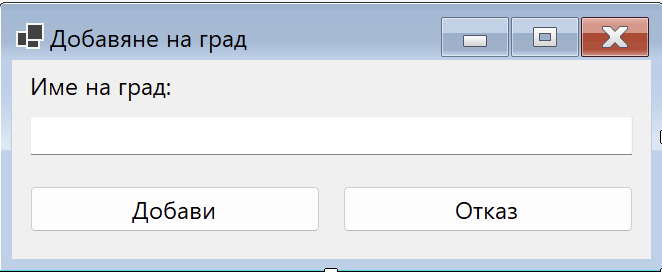 Добавяне на град
Име на град:
Добави
Отказ